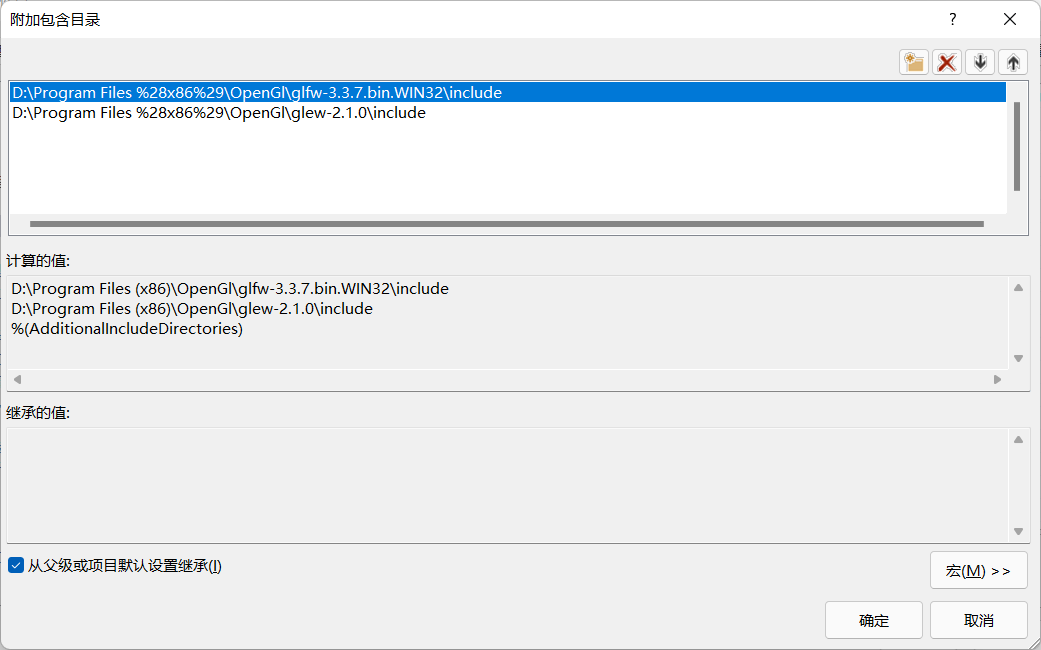 附加包含目录
?
D:\Program Files %28x86%29\OpenGl\glfw-3.3.7.bin.WIN32\include
D:\Program Files %28x86%29\OpenGl\glew-2.1.0\include
计算的值:
D:\Program Files (x86)\OpenGl\glfw-3.3.7.bin.WIN32\include
D:\Program Files (x86)\OpenGl\glew-2.1.0\include
%(AdditionalIncludeDirectories)
继承的值:
从父级或项目默认设置继承(I)
宏(M) >>
确定
取消